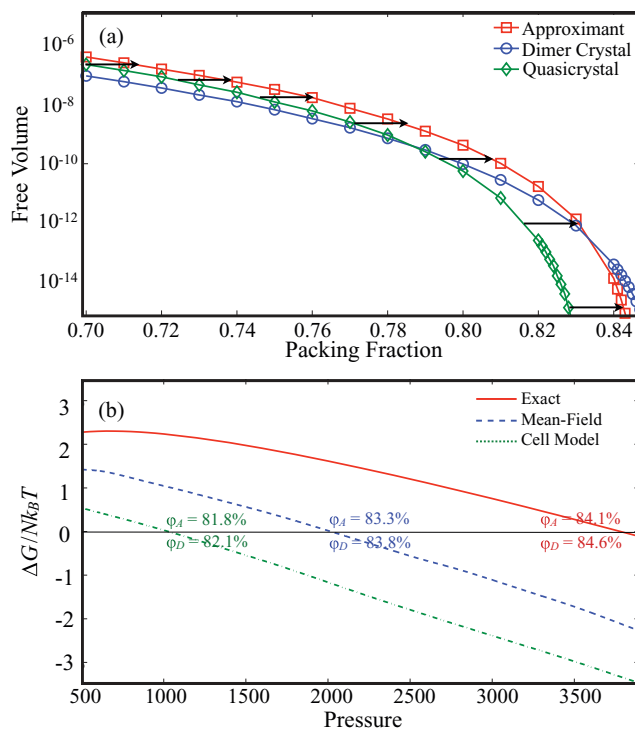 (a)
Approximant
Dimer Crystal
Quasicrystal
Free Volume
10⁻⁶
10⁻⁸
10⁻¹⁰
10⁻¹²
10⁻¹⁴
0.70 0.72 0.74 0.76 0.78 0.80 0.82 0.84
Packing Fraction
(b)
Exact
Mean-Field
Cell Model
ΔG/Nk_BT
3
2
1
0
-1
-2
-3
φ_A = 81.8% φ_A = 83.3% φ_A = 84.1%
φ_D = 82.1% φ_D = 83.8% φ_D = 84.6%
500 1000 1500 2000 2500 3000 3500
Pressure